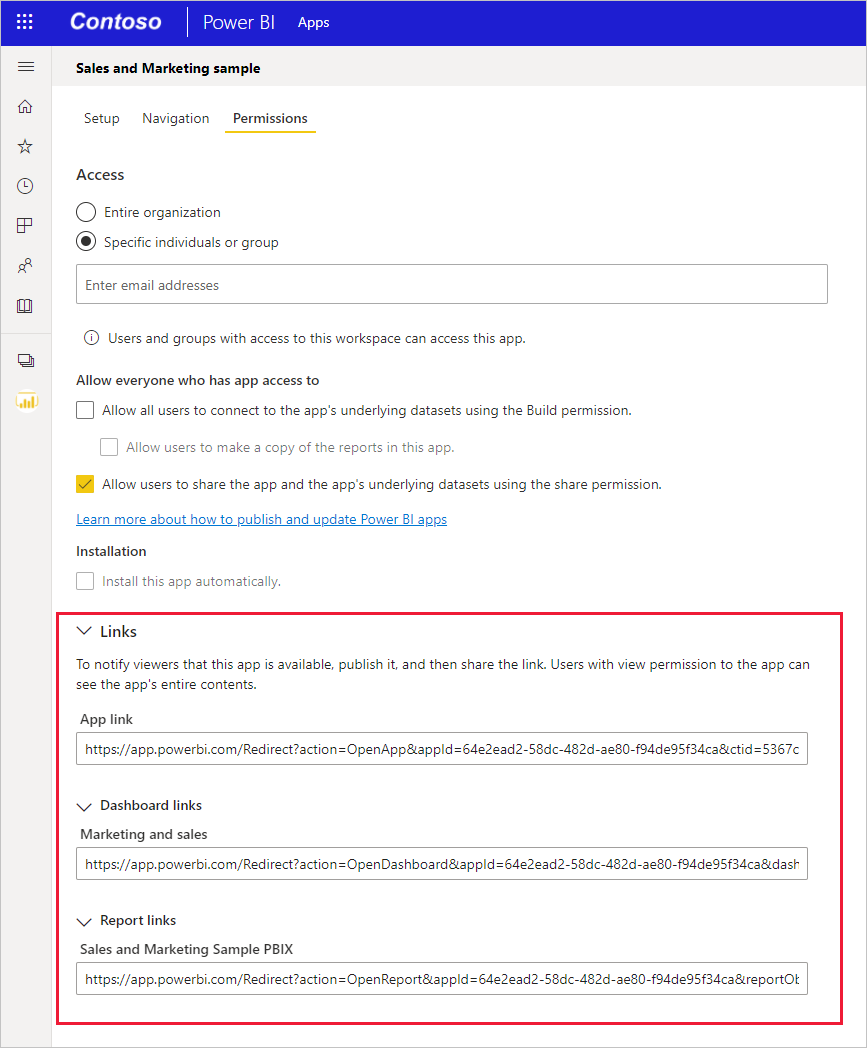 Contoso Power BI Apps
Sales and Marketing sample
Setup Navigation Permissions
Access
Entire organization
Specific individuals or group
Enter email addresses
Users and groups with access to this workspace can access this app.
Allow everyone who has app access to
Allow all users to connect to the app's underlying datasets using the Build permission.
Allow users to make a copy of the reports in this app.
Allow users to share the app and the app's underlying datasets using the share permission.
Learn more about how to publish and update Power BI apps
Installation
Install this app automatically.
Links
To notify viewers that this app is available, publish it, and then share the link. Users with view permission to the app can
see the app's entire contents.
App link
https://app.powerbi.com/Redirect?action=OpenApp&appId=64e2ead2-58dc-482d-ae80-f94de95f34ca&ctid=5367c
Dashboard links
Marketing and sales
https://app.powerbi.com/Redirect?action=OpenDashboard&appId=64e2ead2-58dc-482d-ae80-f94de95f34ca&dash
Report links
Sales and Marketing Sample PBIX
https://app.powerbi.com/Redirect?action=OpenReport&appId=64e2ead2-58dc-482d-ae80-f94de95f34ca&reportOb